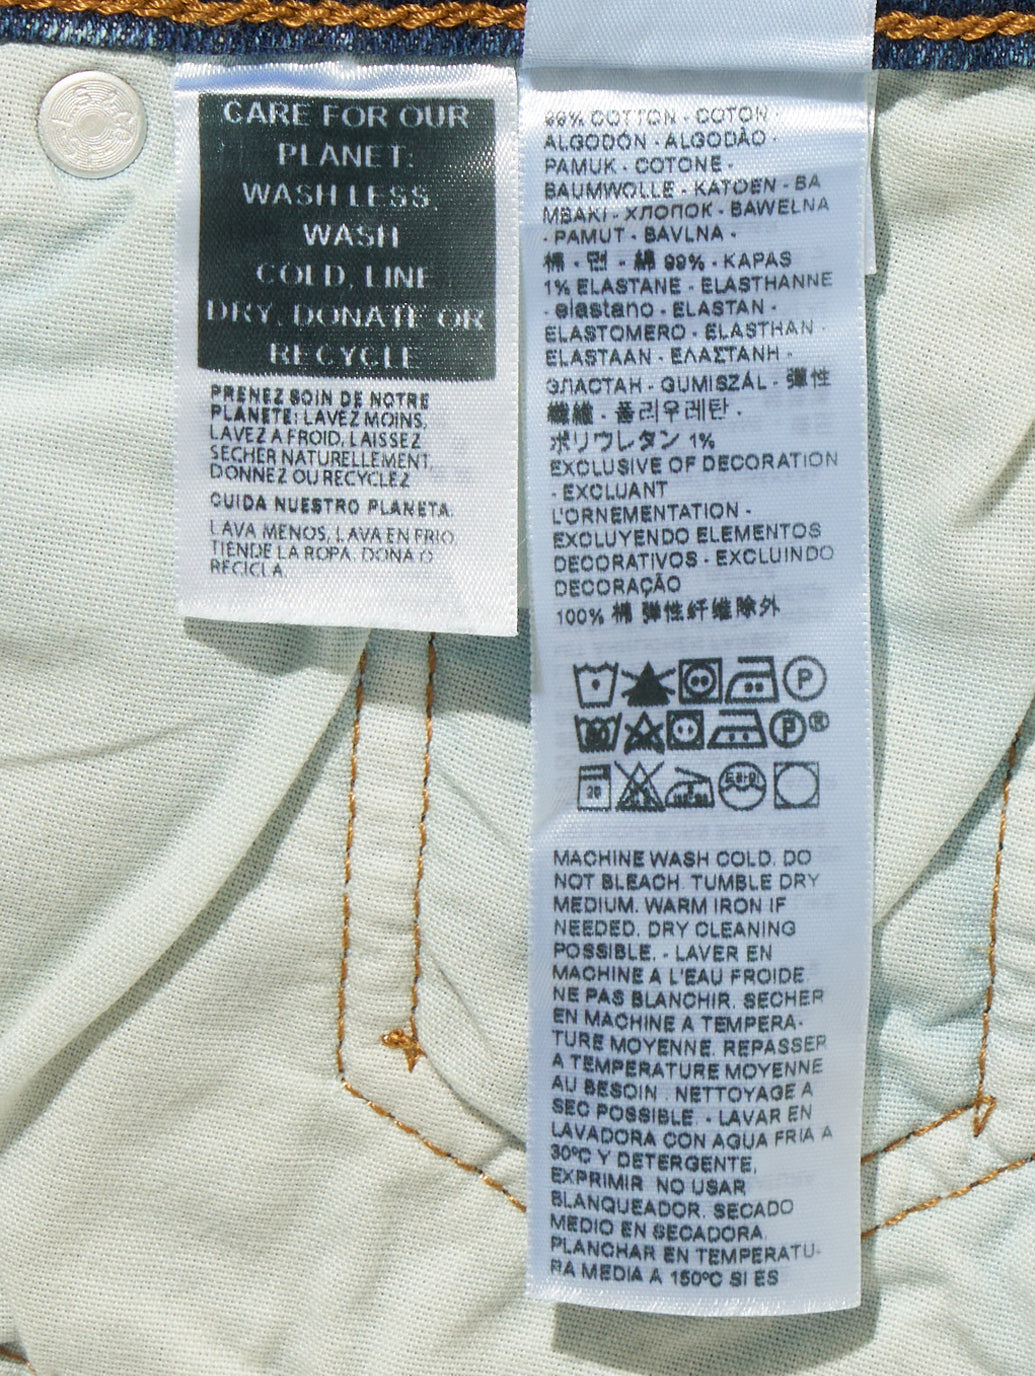 CARE FOR OUR
PLANET:
WASH LESS,
WASH
COLD, LINE
DRY, DONATE OR
RECYCLE
PRENEZ SOIN DE NOTRE
PLANETE: LAVEZ MOINS,
LAVEZ A FROID, LAISSEZ
SECHER NATURELLEMENT,
DONNEZ OU RECYCLEZ
CUIDA NUESTRO PLANETA:
LAVA MENOS, LAVA EN FRIO
TIENDE LA ROPA, DONA O
RECICLA.
99% COTTON - COTON -
ALGODÓN - ALGODÃO -
PAMUK - COTONE -
BAUMWOLLE - KATOEN - BA
MBAKI - ХЛОПОК - BAWEŁNA
- PAMUT - BAVLNA -
棉 - 면 - 綿 99% - KAPAS
1% ELASTANE - ELASTHANNE
- elastano - ELASTAN -
ELASTOMERO - ELASTHAN -
ELASTAAN - ΕΛΑΣΤΑΝΗ -
ЭЛАСТАН - GUMISZÁL - 弾性
繊維 - 폴리우레탄 -
ポリウレタン 1%
EXCLUSIVE OF DECORATION
- EXCLUANT
L'ORNEMENTATION -
EXCLUYENDO ELEMENTOS
DECORATIVOS - EXCLUINDO
DECORAÇÃO
100% 棉 弹性纤维除外
P
P ®
드라이
MACHINE WASH COLD. DO
NOT BLEACH. TUMBLE DRY
MEDIUM. WARM IRON IF
NEEDED. DRY CLEANING
POSSIBLE. - LAVER EN
MACHINE A L'EAU FROIDE.
NE PAS BLANCHIR. SECHER
EN MACHINE A TEMPERA-
TURE MOYENNE. REPASSER
A TEMPERATURE MOYENNE
AU BESOIN . NETTOYAGE A
SEC POSSIBLE. - LAVAR EN
LAVADORA CON AGUA FRIA A
30ºC Y DETERGENTE,
EXPRIMIR NO USAR
BLANQUEADOR. SECADO
MEDIO EN SECADORA.
PLANCHAR EN TEMPERATU-
RA MEDIA A 150ºC SI ES